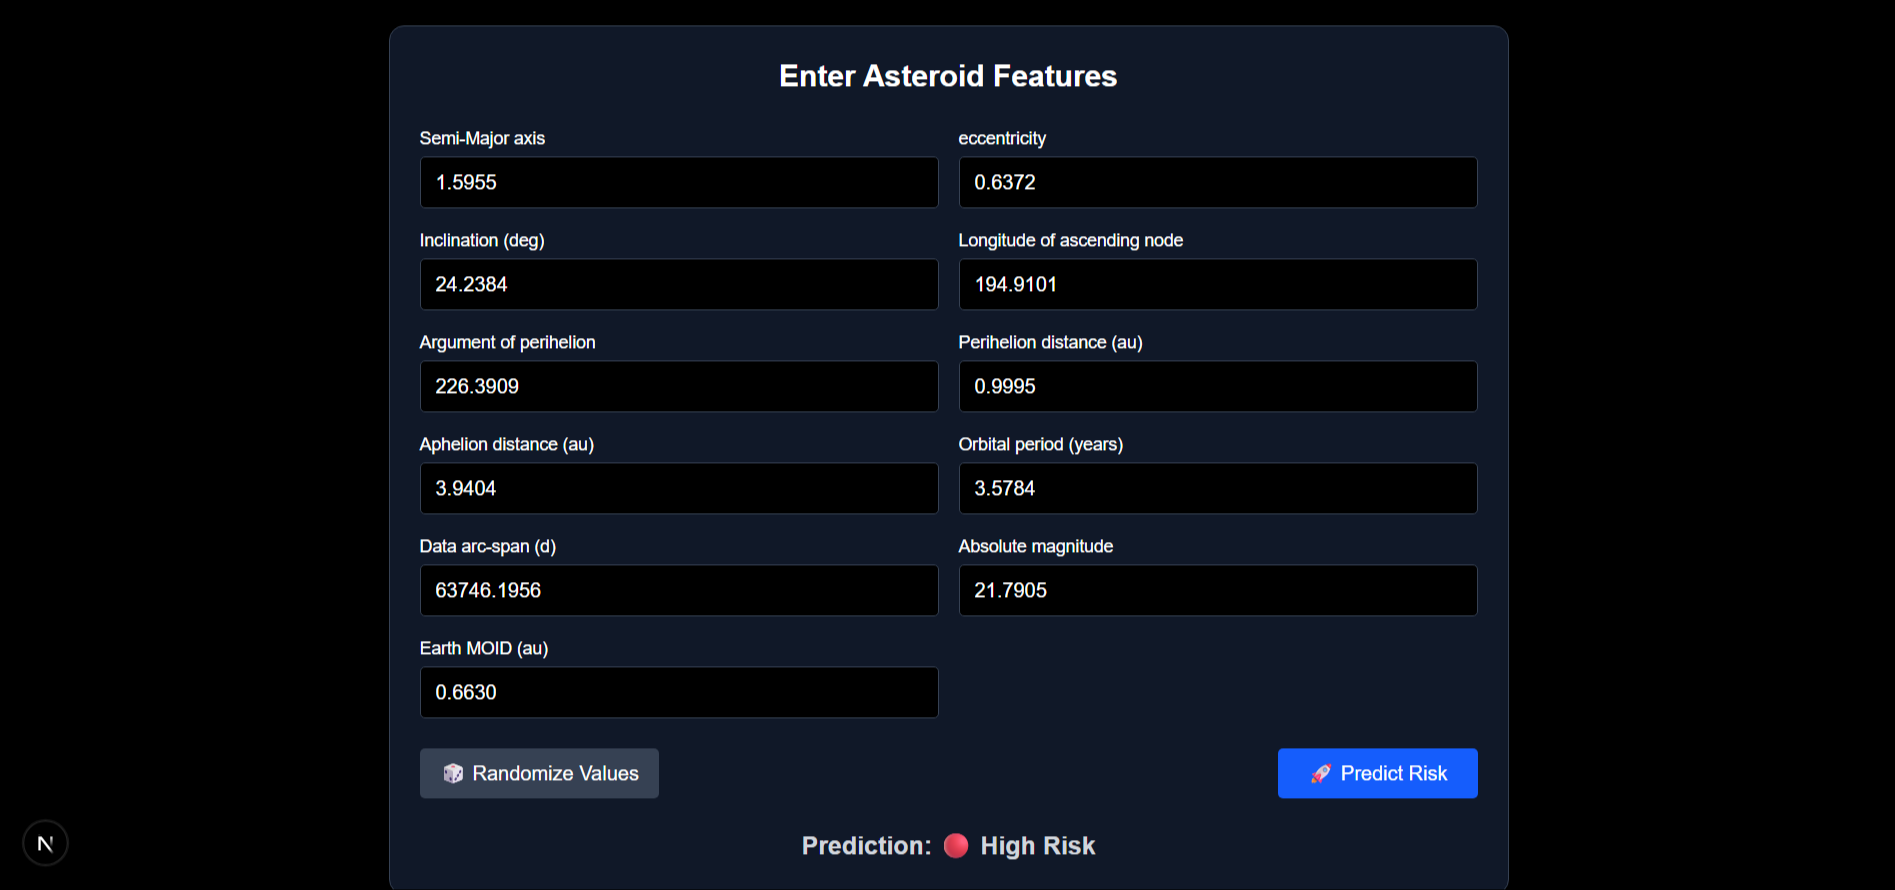 Enter Asteroid Features
Semi-Major axis
eccentricity
1.5955
0.6372
Inclination (deg)
Longitude of ascending node
24.2384
194.9101
Argument of perihelion
Perihelion distance (au)
226.3909
0.9995
Aphelion distance (au)
Orbital period (years)
3.9404
3.5784
Data arc-span (d)
Absolute magnitude
63746.1956
21.7905
Earth MOID (au)
0.6630
🎲 Randomize Values
🚀 Predict Risk
N
Prediction: 🔴 High Risk